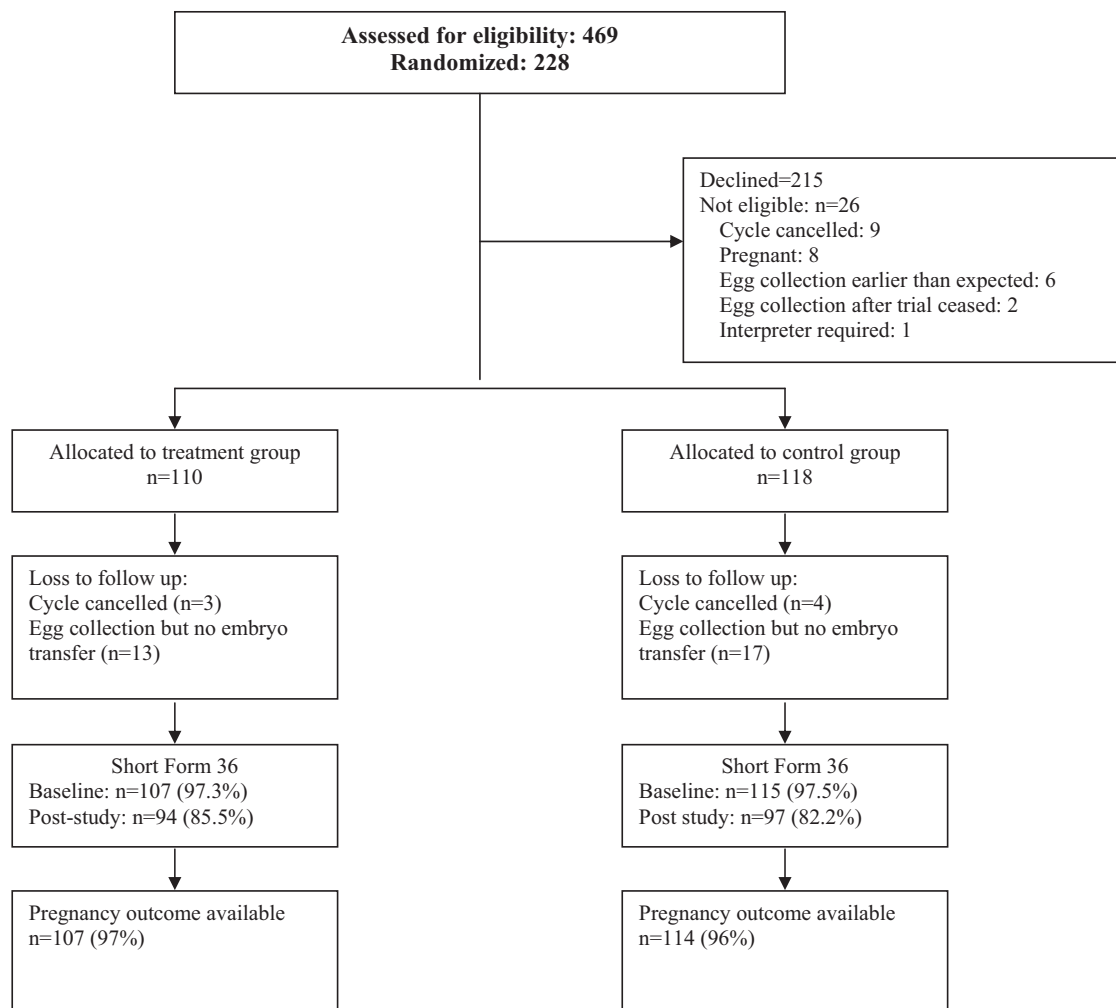 Assessed for eligibility: 469
Randomized: 228
Declined=215
Not eligible: n=26
Cycle cancelled: 9
Pregnant: 8
Egg collection earlier than expected: 6
Egg collection after trial ceased: 2
Interpreter required: 1
Allocated to treatment group
n=110
Allocated to control group
n=118
Loss to follow up:
Cycle cancelled (n=3)
Egg collection but no embryo
transfer (n=13)
Loss to follow up:
Cycle cancelled (n=4)
Egg collection but no embryo
transfer (n=17)
Short Form 36
Baseline: n=107 (97.3%)
Post-study: n=94 (85.5%)
Short Form 36
Baseline: n=115 (97.5%)
Post study: n=97 (82.2%)
Pregnancy outcome available
n=107 (97%)
Pregnancy outcome available
n=114 (96%)